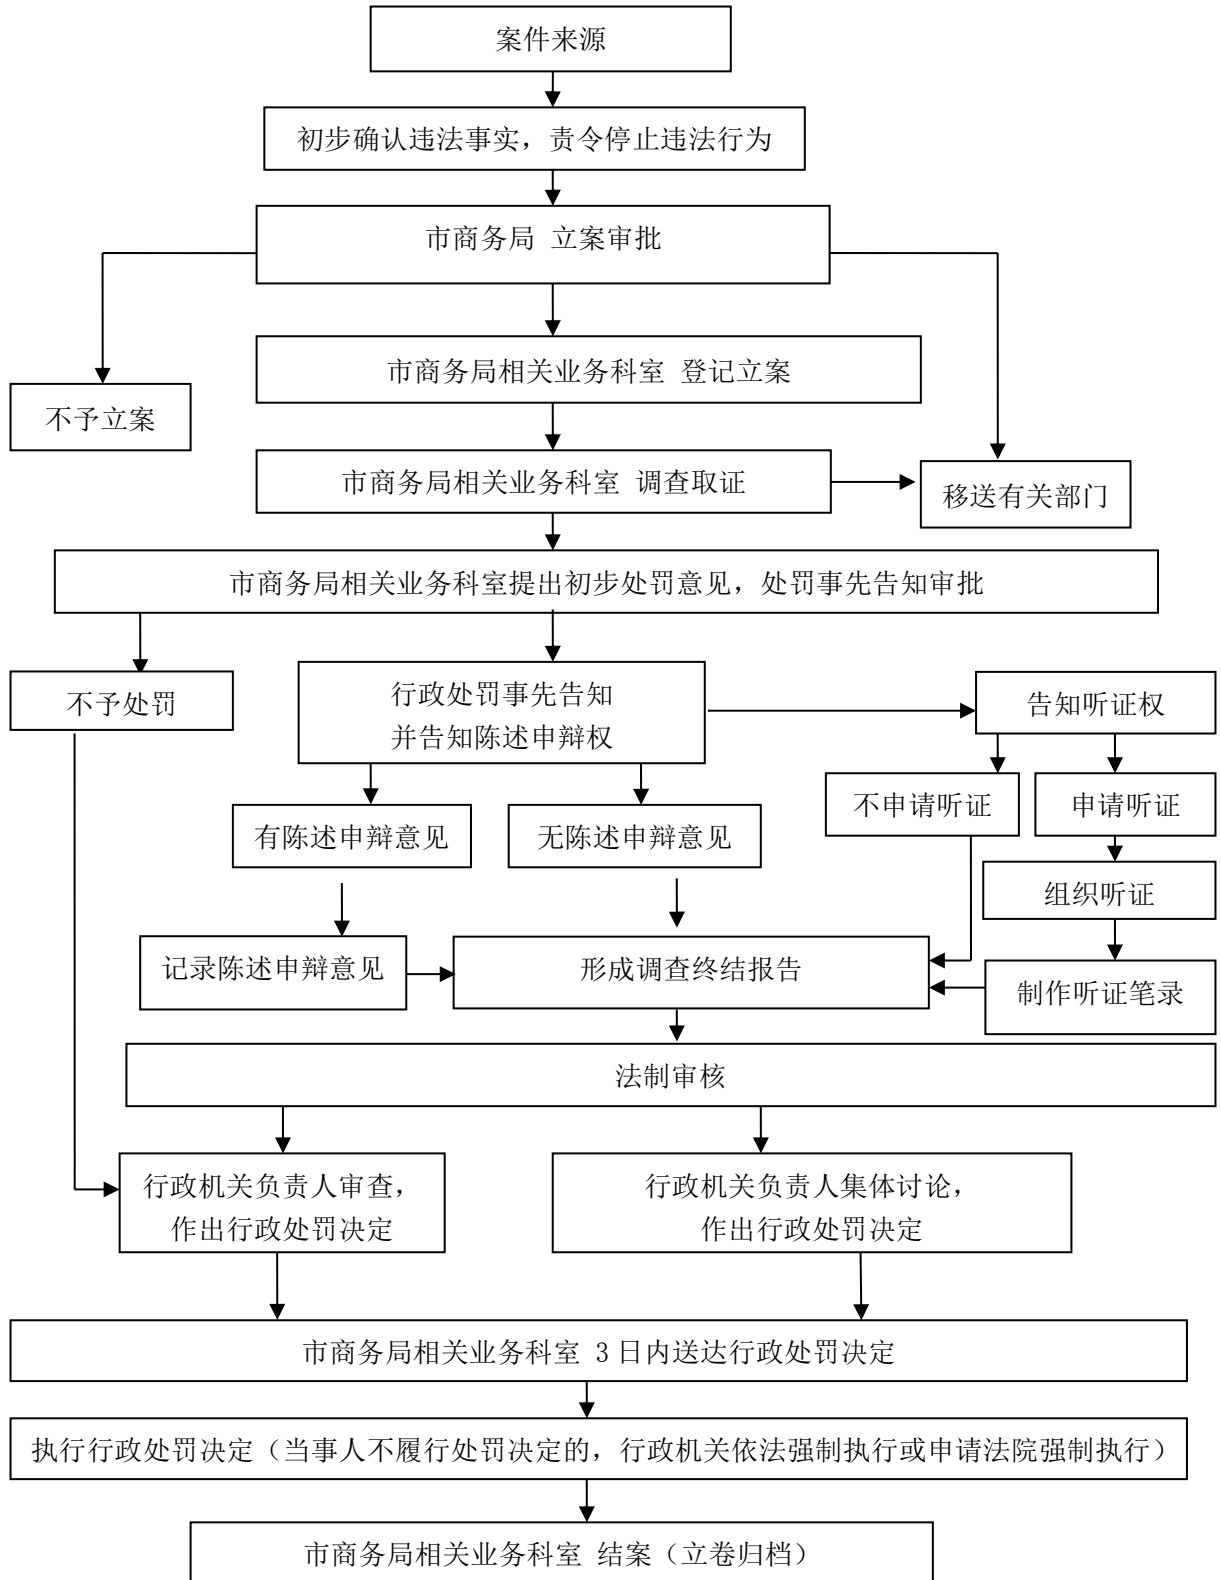 案件来源
初步确认违法事实，责令停止违法行为
市商务局 立案审批
市商务局相关业务科室 登记立案
不予立案
市商务局相关业务科室 调查取证
移送有关部门
市商务局相关业务科室提出初步处罚意见，处罚事先告知审批
不予处罚
行政处罚事先告知
并告知陈述申辩权
告知听证权
不申请听证
申请听证
有陈述申辩意见
无陈述申辩意见
组织听证
记录陈述申辩意见
形成调查终结报告
制作听证笔录
法制审核
行政机关负责人审查，
作出行政处罚决定
行政机关负责人集体讨论，
作出行政处罚决定
市商务局相关业务科室 3日内送达行政处罚决定
执行行政处罚决定（当事人不履行处罚决定的，行政机关依法强制执行或申请法院强制执行）
市商务局相关业务科室 结案（立卷归档）